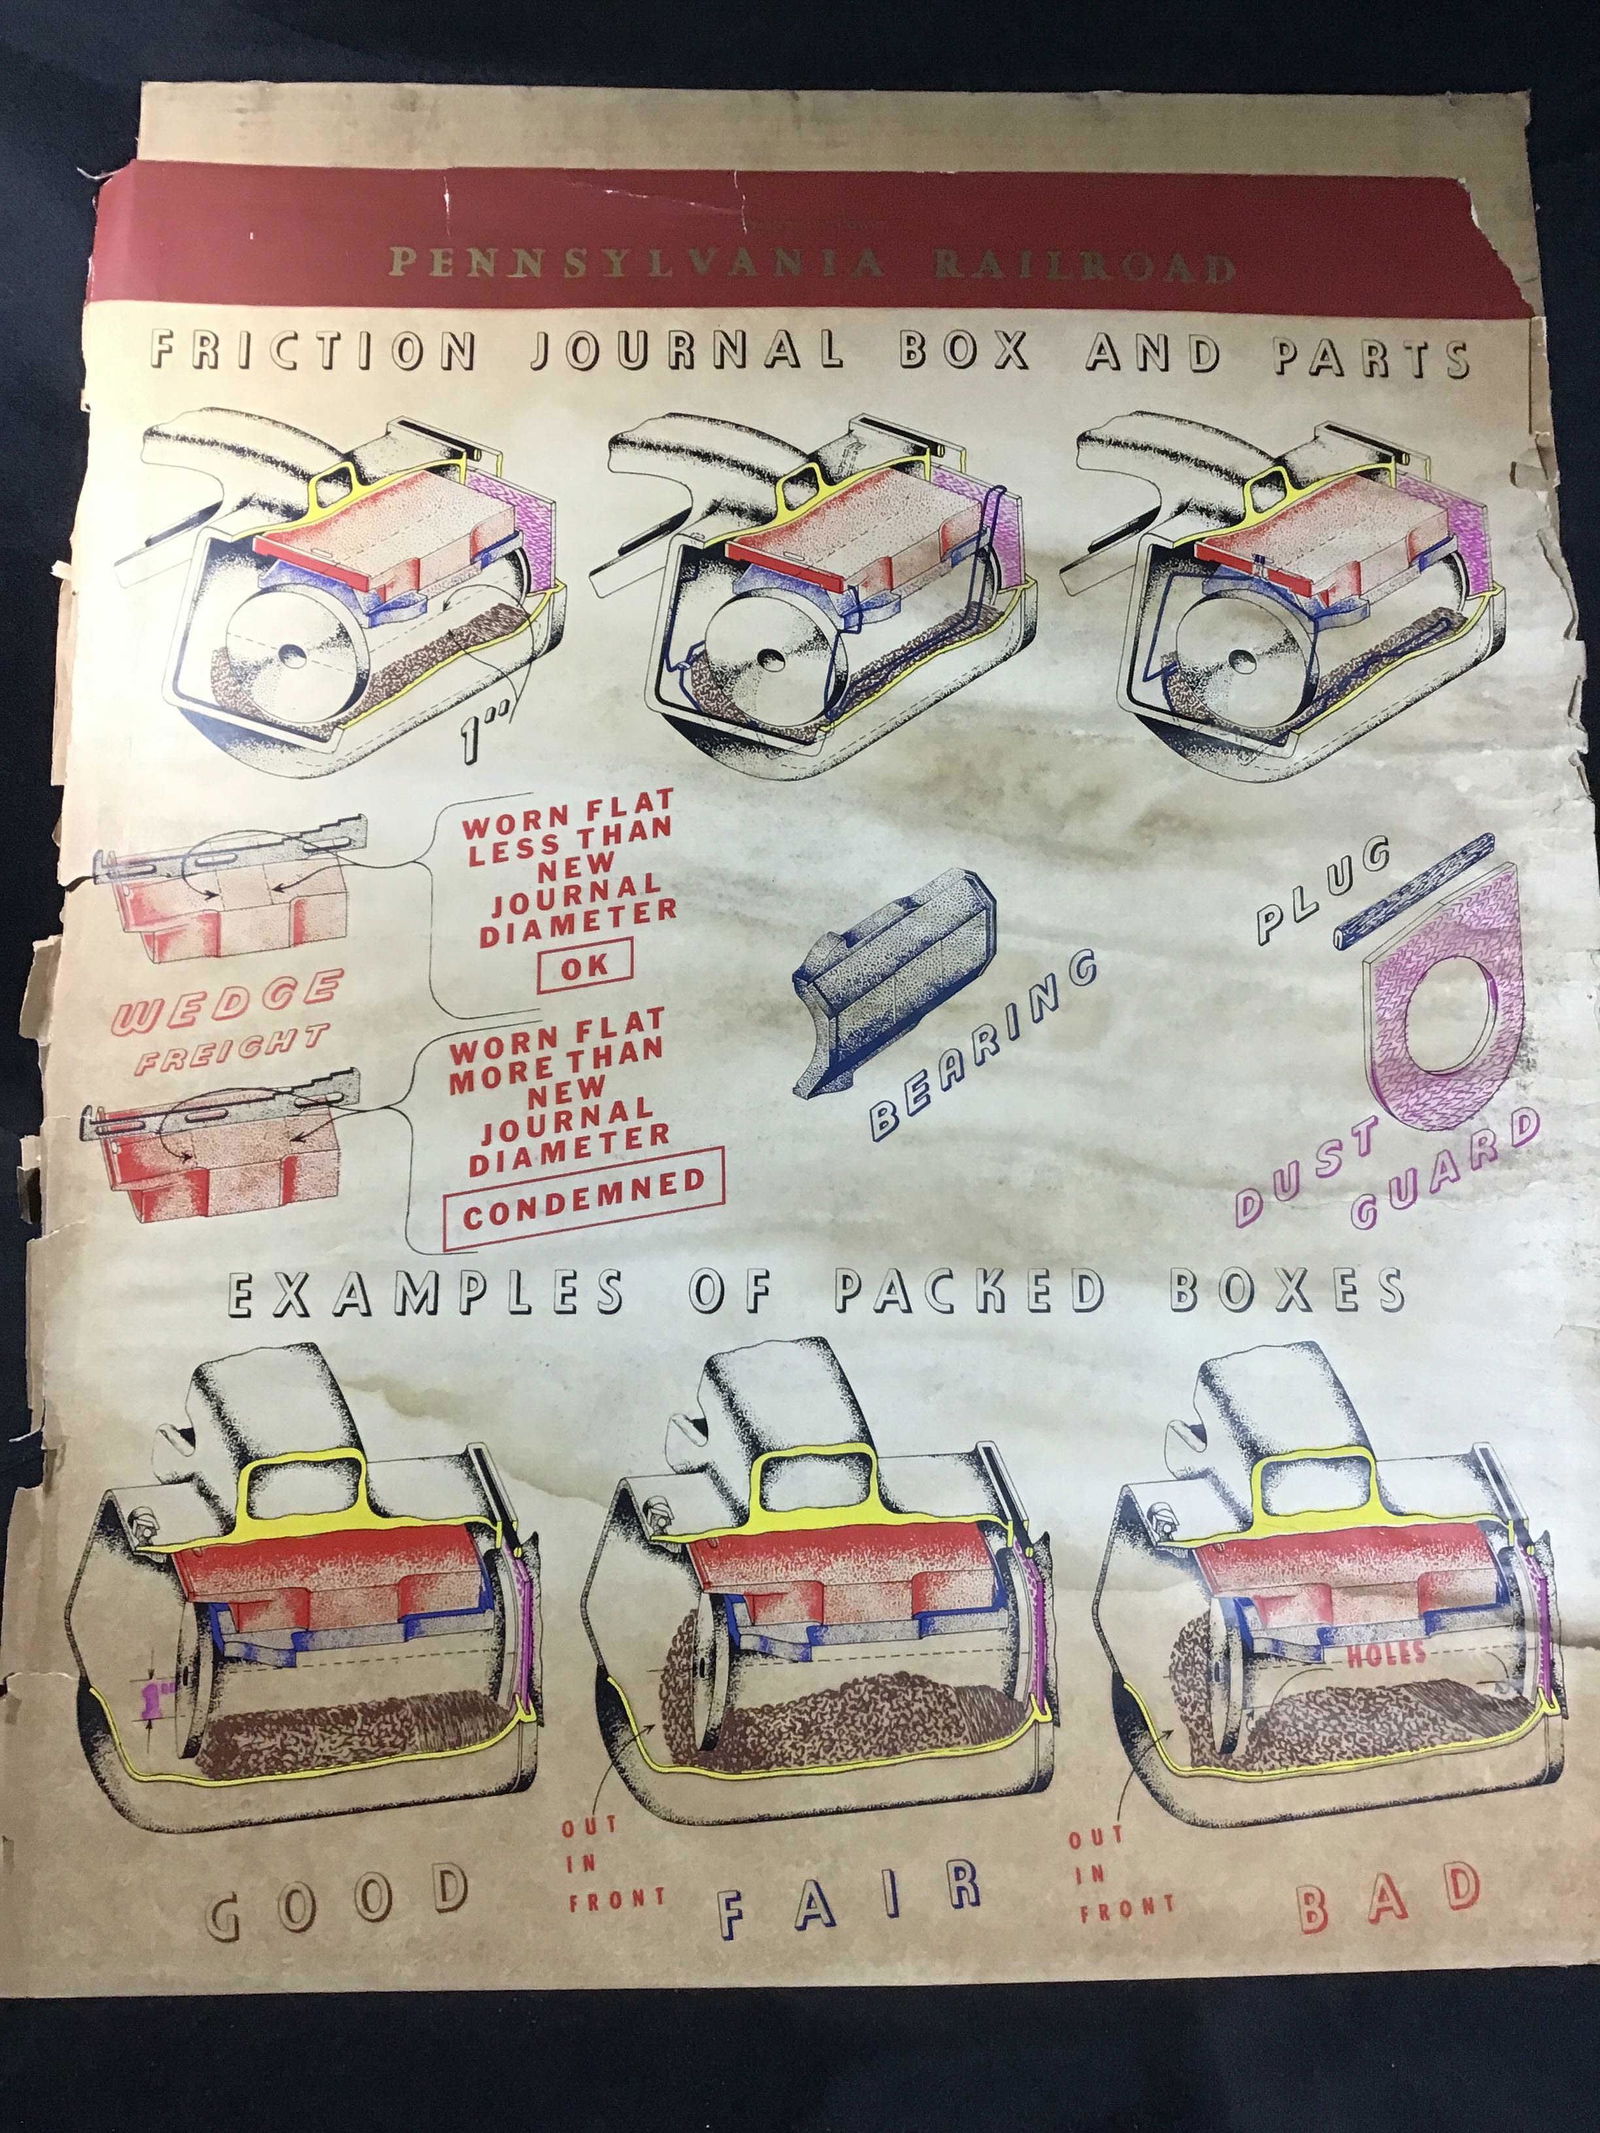 PENNSYLVANIA RAILROAD
FRICTION JOURNAL BOX AND PARTS
1"
WORN FLAT
LESS THAN
NEW
JOURNAL
DIAMETER
OK
WEDGE
FREIGHT
WORN FLAT
MORE THAN
NEW
JOURNAL
DIAMETER
CONDEMNED
BEARING
PLUG
DUST
GUARD
EXAMPLES OF PACKED BOXES
1"
HOLES
OUT
IN
FRONT
OUT
IN
FRONT
GOOD
FAIR
BAD